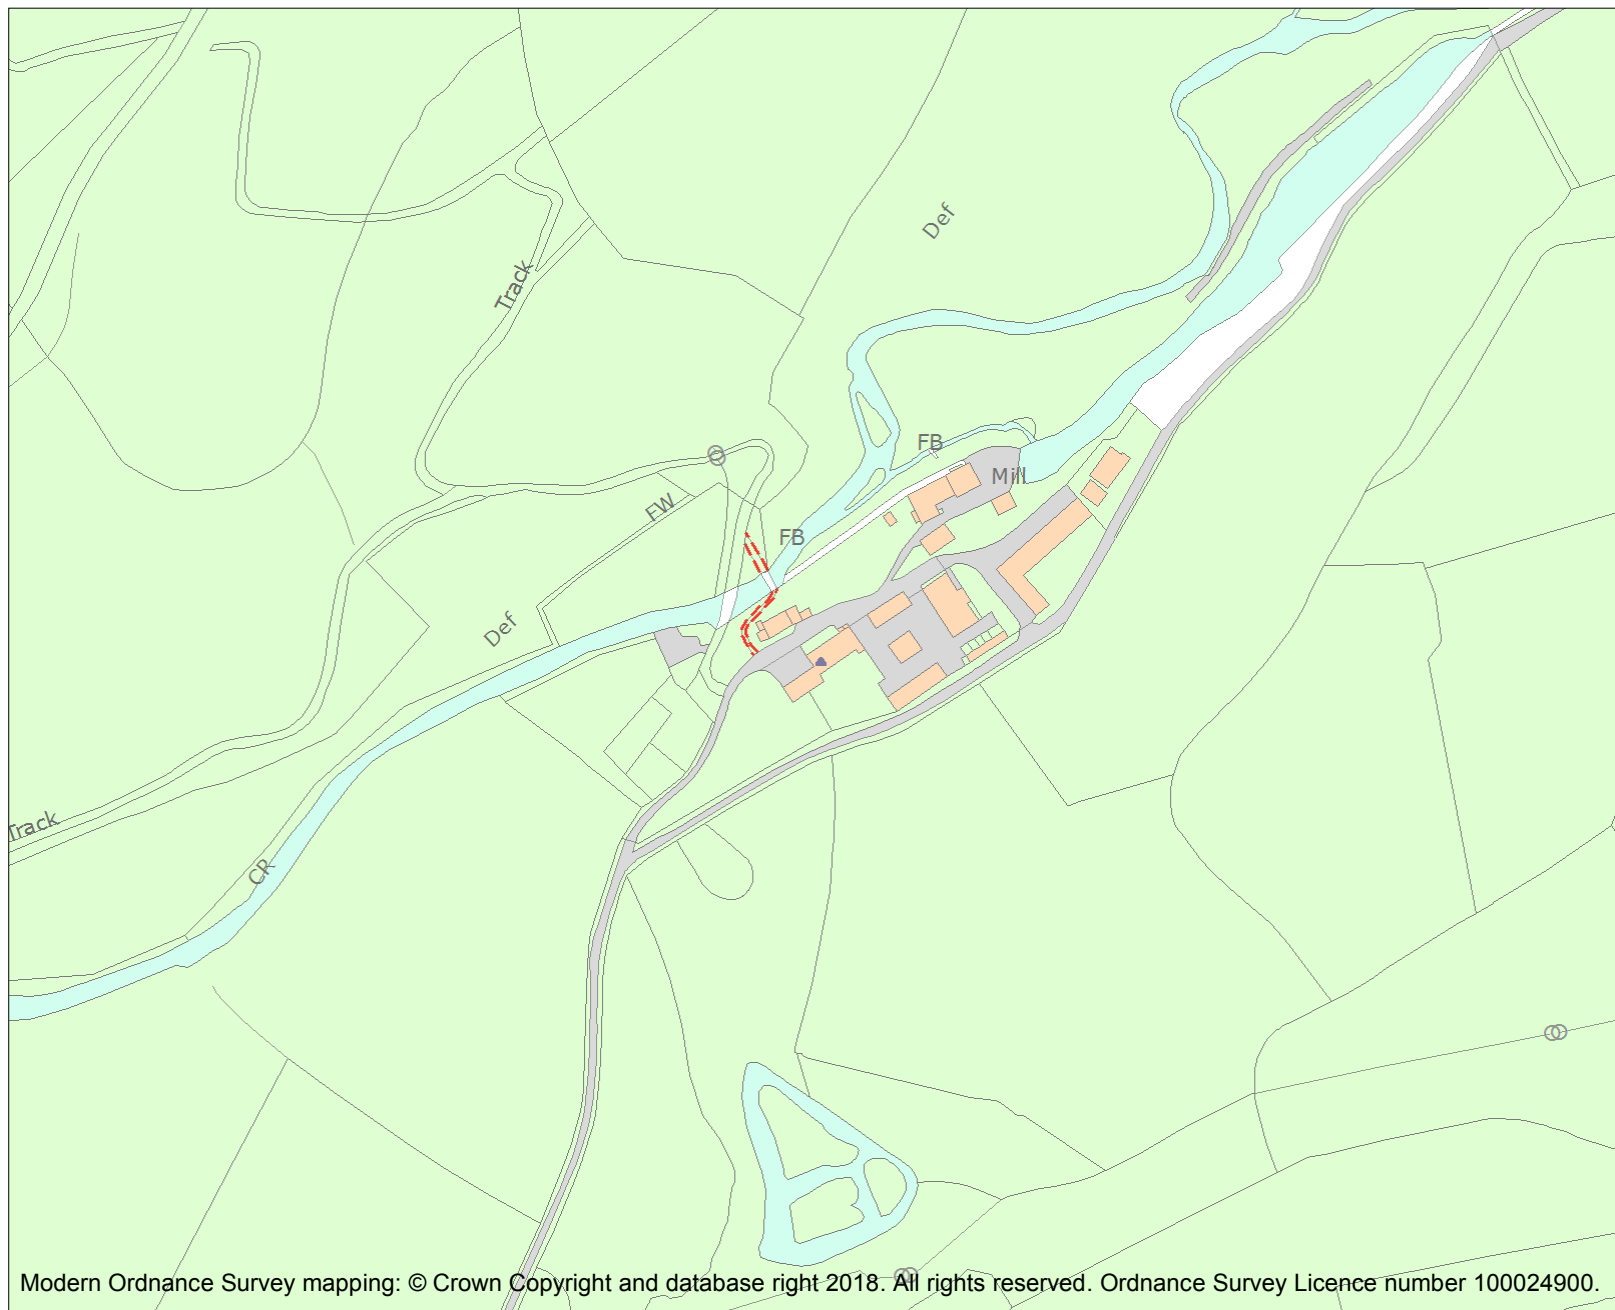 Def
Track
FB
Mill
FW
FB
Def
Track
CR
Modern Ordnance Survey mapping: © Crown Copyright and database right 2018. All rights reserved. Ordnance Survey Licence number 100024900.